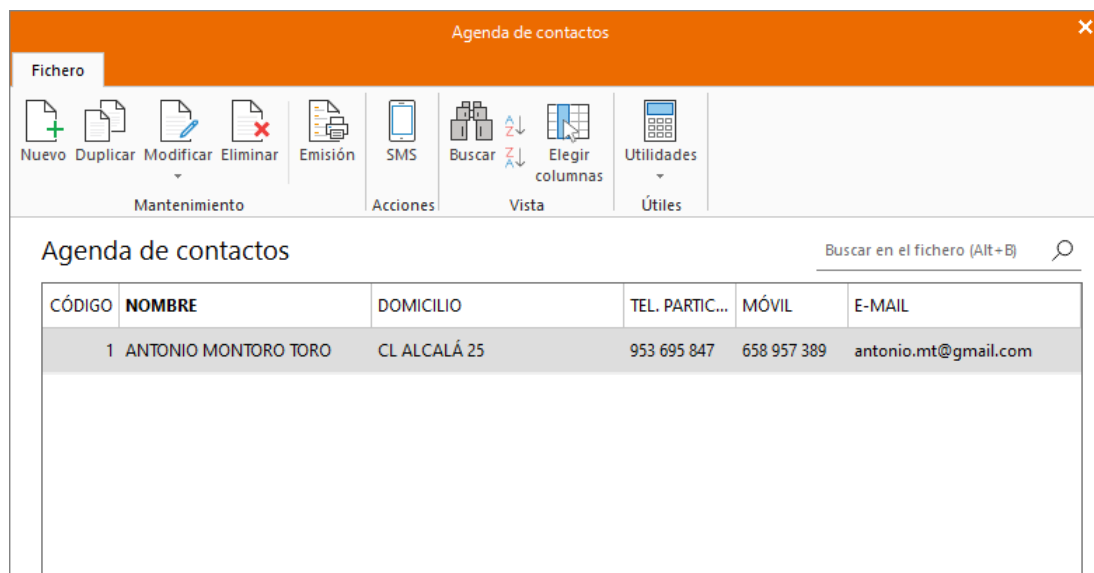 Agenda de contactos
Fichero
Nuevo Duplicar Modificar Eliminar Emisión SMS Buscar Elegir columnas Utilidades
Mantenimiento Acciones Vista Útiles
Agenda de contactos Buscar en el fichero (Alt+B)
CÓDIGO NOMBRE DOMICILIO TEL. PARTIC... MÓVIL E-MAIL
1 ANTONIO MONTORO TORO CL ALCALÁ 25 953 695 847 658 957 389 antonio.mt@gmail.com